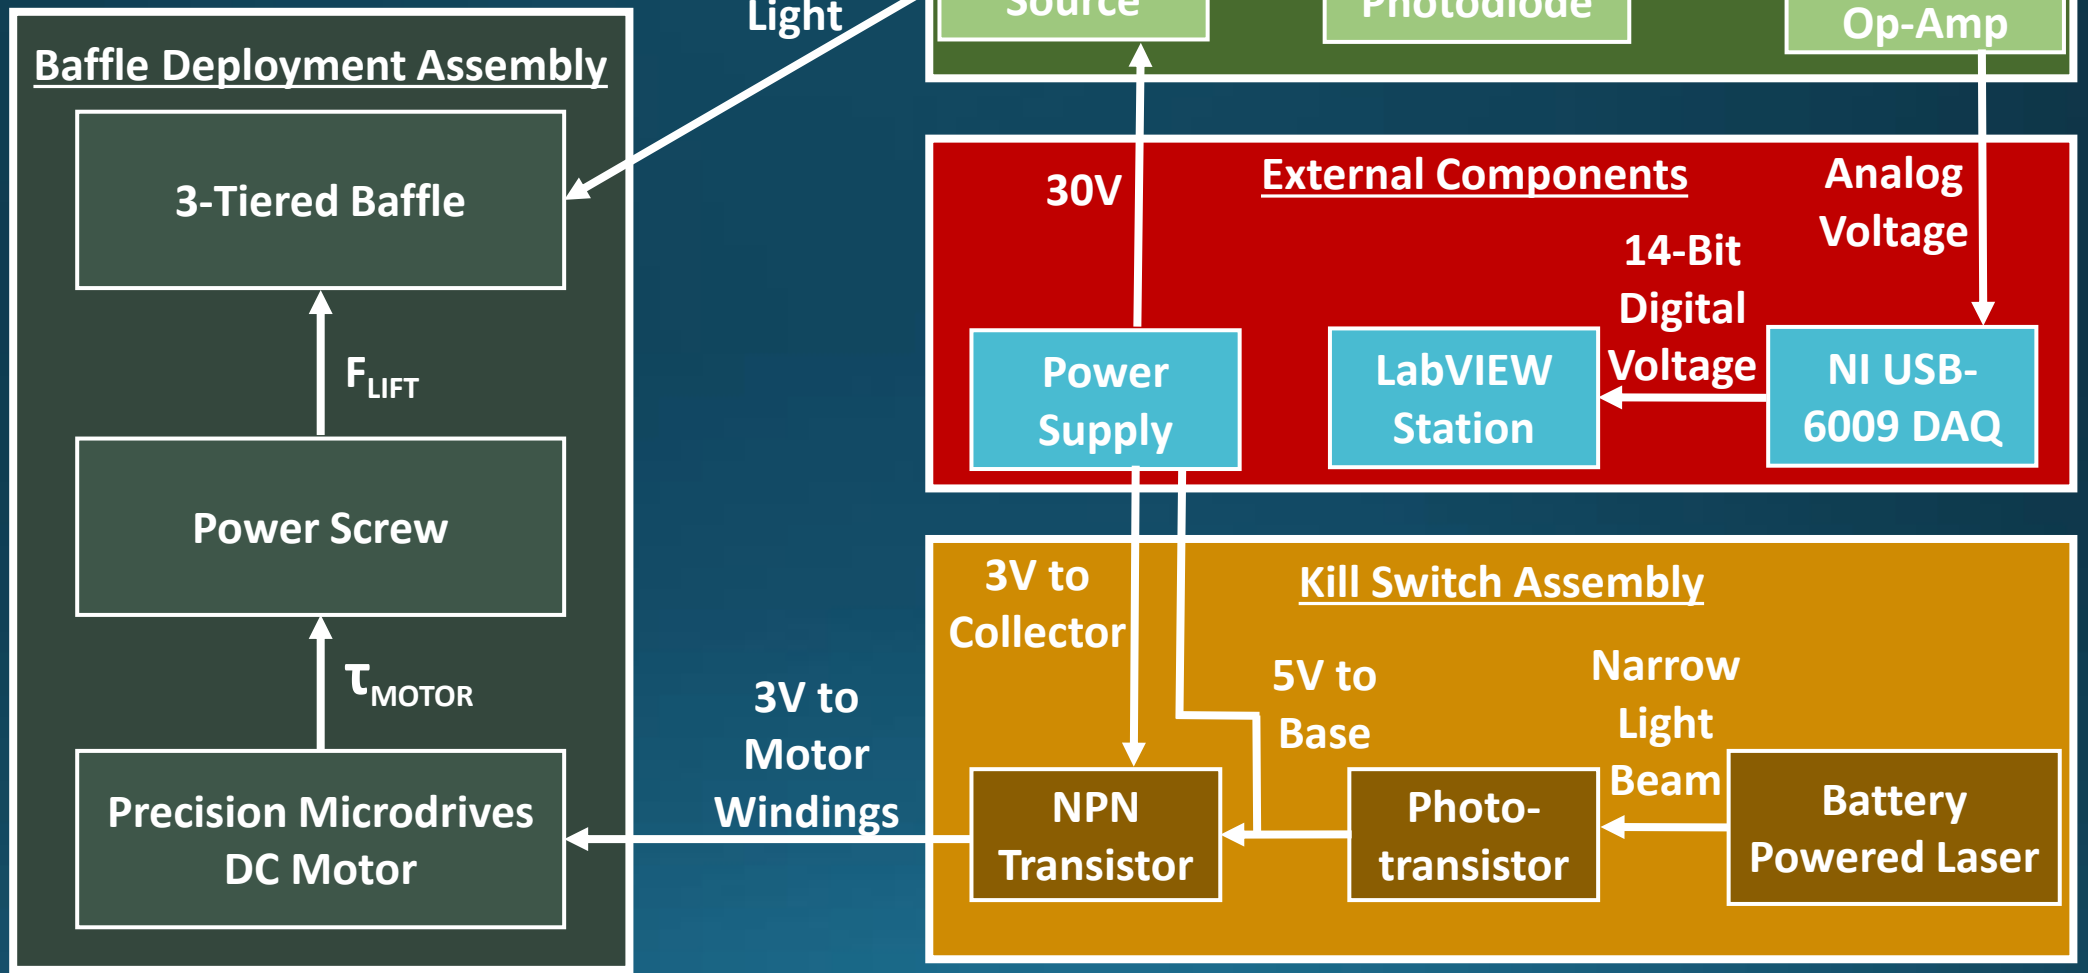 Light
Source
Photodiode
Op-Amp
Baffle Deployment Assembly
3-Tiered Baffle
F_LIFT
Power Screw
τ_MOTOR
Precision Microdrives
DC Motor
External Components
30V
Analog
Voltage
14-Bit
Digital
Voltage
Power
Supply
LabVIEW
Station
NI USB-
6009 DAQ
Kill Switch Assembly
3V to
Collector
5V to
Base
Narrow
Light
Beam
3V to
Motor
Windings
NPN
Transistor
Photo-
transistor
Battery
Powered Laser